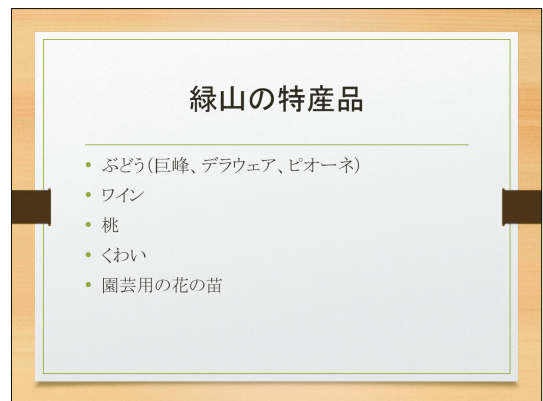 緑山の特産品
• ぶどう(巨峰、デラウェア、ピオーネ)
• ワイン
• 桃
• くわい
• 園芸用の花の苗